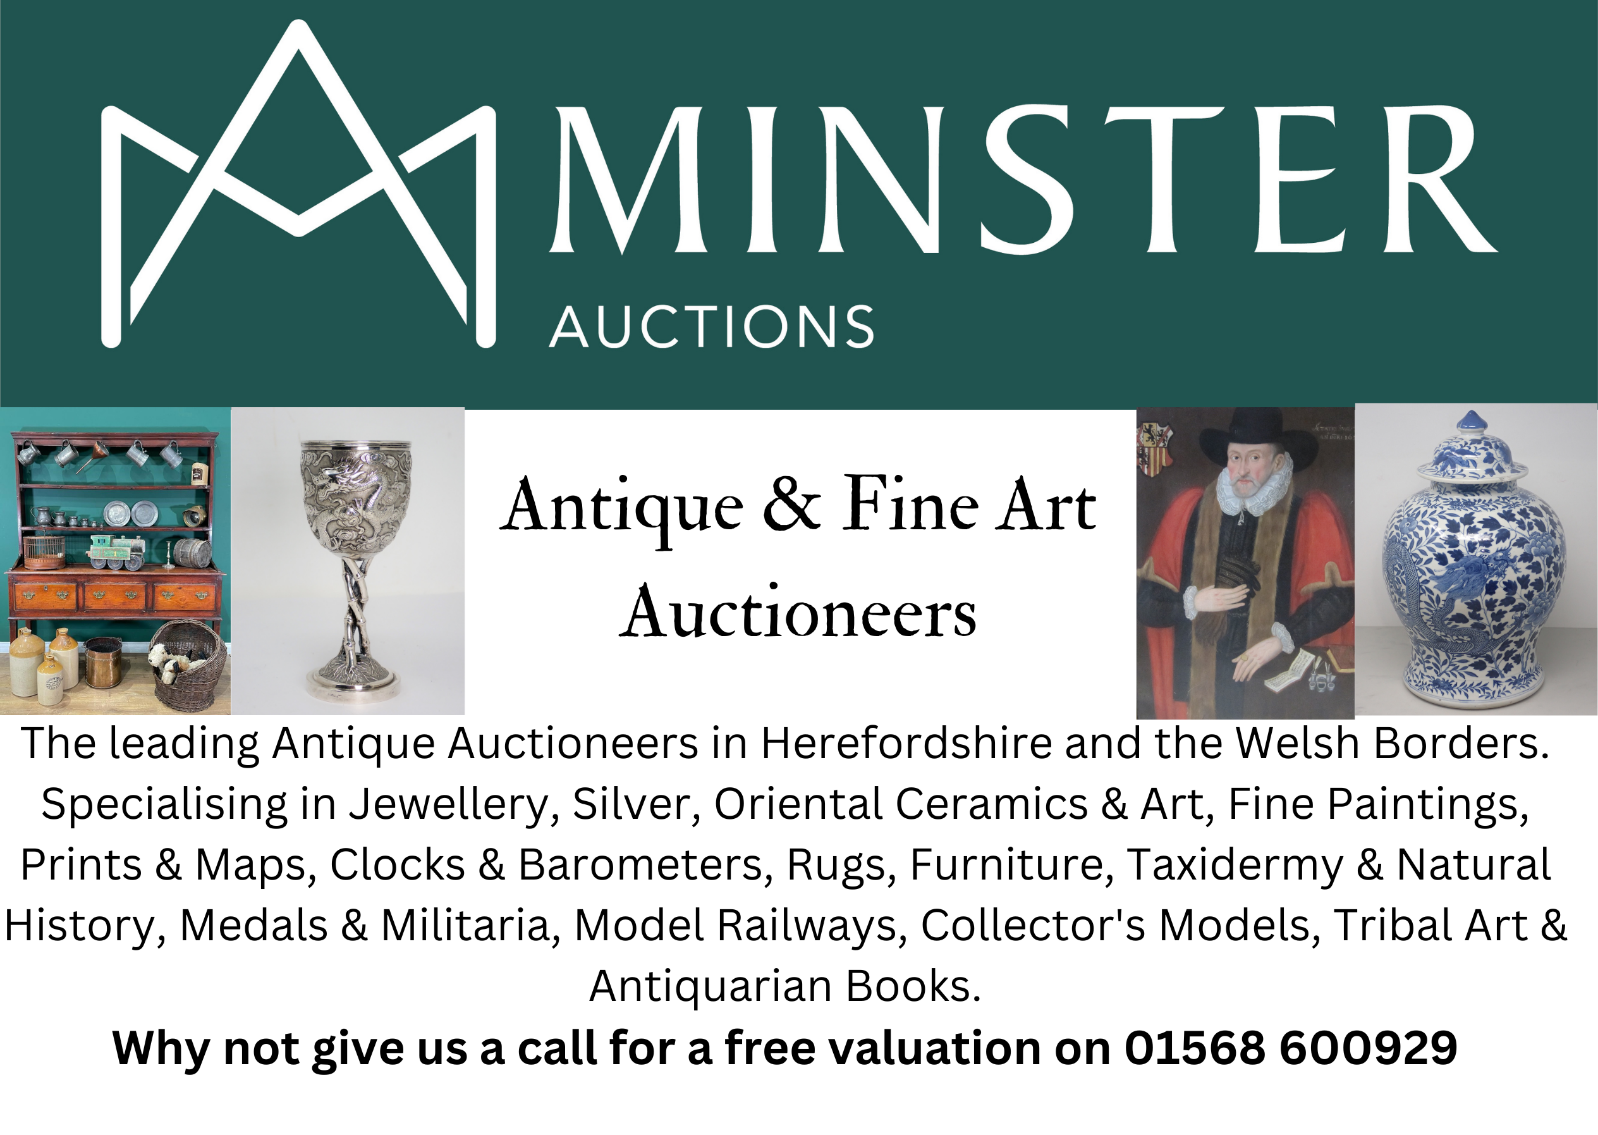 MINSTER
AUCTIONS
Antique & Fine Art
Auctioneers
The leading Antique Auctioneers in Herefordshire and the Welsh Borders.
Specialising in Jewellery, Silver, Oriental Ceramics & Art, Fine Paintings,
Prints & Maps, Clocks & Barometers, Rugs, Furniture, Taxidermy & Natural
History, Medals & Militaria, Model Railways, Collector's Models, Tribal Art &
Antiquarian Books.
Why not give us a call for a free valuation on 01568 600929